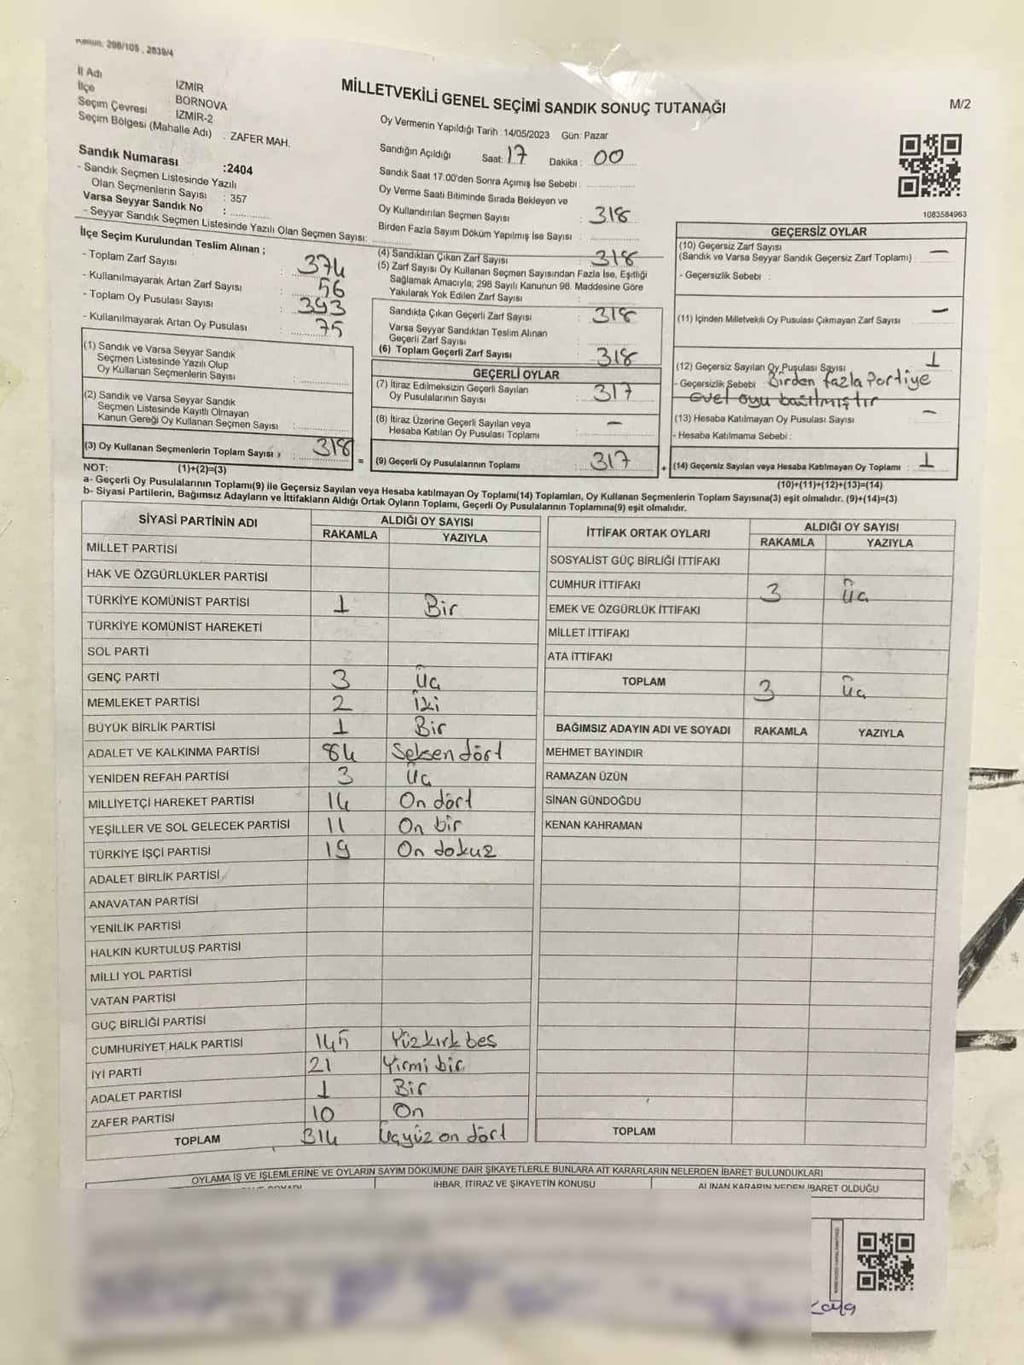 Kanun: 298/105 , 2839/4
İl Adı İZMİR
İlçe BORNOVA
Seçim Çevresi İZMİR-2
Seçim Bölgesi (Mahalle Adı) : ZAFER MAH.
MİLLETVEKİLİ GENEL SEÇİMİ SANDIK SONUÇ TUTANAĞI
M/2
Oy Vermenin Yapıldığı Tarih : 14/05/2023 Gün: Pazar
Sandığın Açıldığı Saat: 17 Dakika : 00
Sandık Saat 17.00'den Sonra Açılmış İse Sebebi :
Oy Verme Saati Bitiminde Sırada Bekleyen ve
Oy Kullandırılan Seçmen Sayısı : 318
Birden Fazla Sayım Döküm Yapılmış İse Sayısı :
1083584963
Sandık Numarası :2404
- Sandık Seçmen Listesinde Yazılı
Olan Seçmenlerin Sayısı : 357
Varsa Seyyar Sandık No :
- Seyyar Sandık Seçmen Listesinde Yazılı Olan Seçmen Sayısı:
İlçe Seçim Kurulundan Teslim Alınan ;
- Toplam Zarf Sayısı : 374
- Kullanılmayarak Artan Zarf Sayısı : 56
- Toplam Oy Pusulası Sayısı : 393
- Kullanılmayarak Artan Oy Pusulası : 75
(1) Sandık ve Varsa Seyyar Sandık
Seçmen Listesinde Yazılı Olup
Oy Kullanan Seçmenlerin Sayısı :
(2) Sandık ve Varsa Seyyar Sandık
Seçmen Listesinde Kayıtlı Olmayan
Kanun Gereği Oy Kullanan Seçmen Sayısı :
(3) Oy Kullanan Seçmenlerin Toplam Sayısı : 318
(1)+(2)=(3)
(4) Sandıktan Çıkan Zarf Sayısı : 318
(5) Zarf Sayısı Oy Kullanan Seçmen Sayısından Fazla İse, Eşitliği
Sağlamak Amacıyla; 298 Sayılı Kanunun 98. Maddesine Göre
Yakılarak Yok Edilen Zarf Sayısı :
Sandıkta Çıkan Geçerli Zarf Sayısı : 318
Varsa Seyyar Sandıktan Teslim Alınan
Geçerli Zarf Sayısı :
(6) Toplam Geçerli Zarf Sayısı 318
GEÇERLİ OYLAR
(7) İtiraz Edilmeksizin Geçerli Sayılan
Oy Pusulalarının Sayısı : 317
(8) İtiraz Üzerine Geçerli Sayılan veya
Hesaba Katılan Oy Pusulası Toplamı : —
= (9) Geçerli Oy Pusulalarının Toplamı : 317 +
GEÇERSİZ OYLAR
(10) Geçersiz Zarf Sayısı
(Sandık ve Varsa Seyyar Sandık Geçersiz Zarf Toplamı) : —
- Geçersizlik Sebebi :
(11) İçinden Milletvekili Oy Pusulası Çıkmayan Zarf Sayısı : —
(12) Geçersiz Sayılan Oy Pusulası Sayısı : 1
- Geçersizlik Sebebi : Birden fazla Partiye
evet oyu basılmıştır
(13) Hesaba Katılmayan Oy Pusulası Sayısı : —
- Hesaba Katılmama Sebebi :
(14) Geçersiz Sayılan veya Hesaba Katılmayan Oy Toplamı : 1
(10)+(11)+(12)+(13)=(14)
NOT:
a- Geçerli Oy Pusulalarının Toplamı(9) ile Geçersiz Sayılan veya Hesaba katılmayan Oy Toplamı(14) Toplamları, Oy Kullanan Seçmenlerin Toplam Sayısına(3) eşit olmalıdır. (9)+(14)=(3)
b- Siyasi Partilerin, Bağımsız Adayların ve İttifakların Aldığı Ortak Oyların Toplamı, Geçerli Oy Pusulalarının Toplamına(9) eşit olmalıdır.
SİYASİ PARTİNİN ADI ALDIĞI OY SAYISI
RAKAMLA YAZIYLA
MİLLET PARTİSİ
HAK VE ÖZGÜRLÜKLER PARTİSİ
TÜRKİYE KOMÜNİST PARTİSİ 1 Bir
TÜRKİYE KOMÜNİST HAREKETİ
SOL PARTİ
GENÇ PARTİ 3 Üç
MEMLEKET PARTİSİ 2 İki
BÜYÜK BİRLİK PARTİSİ 1 Bir
ADALET VE KALKINMA PARTİSİ 84 Seksen dört
YENİDEN REFAH PARTİSİ 3 Üç
MİLLİYETÇİ HAREKET PARTİSİ 14 On dört
YEŞİLLER VE SOL GELECEK PARTİSİ 11 On bir
TÜRKİYE İŞÇİ PARTİSİ 19 On dokuz
ADALET BİRLİK PARTİSİ
ANAVATAN PARTİSİ
YENİLİK PARTİSİ
HALKIN KURTULUŞ PARTİSİ
MİLLİ YOL PARTİSİ
VATAN PARTİSİ
GÜÇ BİRLİĞİ PARTİSİ
CUMHURİYET HALK PARTİSİ 145 Yüzkırk beş
İYİ PARTİ 21 Yirmi bir
ADALET PARTİSİ 1 Bir
ZAFER PARTİSİ 10 On
TOPLAM 314 Üçyüz on dört
İTTİFAK ORTAK OYLARI ALDIĞI OY SAYISI
RAKAMLA YAZIYLA
SOSYALİST GÜÇ BİRLİĞİ İTTİFAKI
CUMHUR İTTİFAKI 3 Üç
EMEK VE ÖZGÜRLÜK İTTİFAKI
MİLLET İTTİFAKI
ATA İTTİFAKI
TOPLAM 3 Üç
BAĞIMSIZ ADAYIN ADI VE SOYADI RAKAMLA YAZIYLA
MEHMET BAYINDIR
RAMAZAN ÜZÜN
SİNAN GÜNDOĞDU
KENAN KAHRAMAN
TOPLAM
OYLAMA İŞ VE İŞLEMLERİNE VE OYLARIN SAYIM DÖKÜMÜNE DAİR ŞİKAYETLERLE BUNLARA AİT KARARLARIN NELERDEN İBARET BULUNDUKLARI
İHBAR, İTİRAZ VE ŞİKAYETİN KONUSU
ALINAN KARARIN NEDEN İBARET OLDUĞU